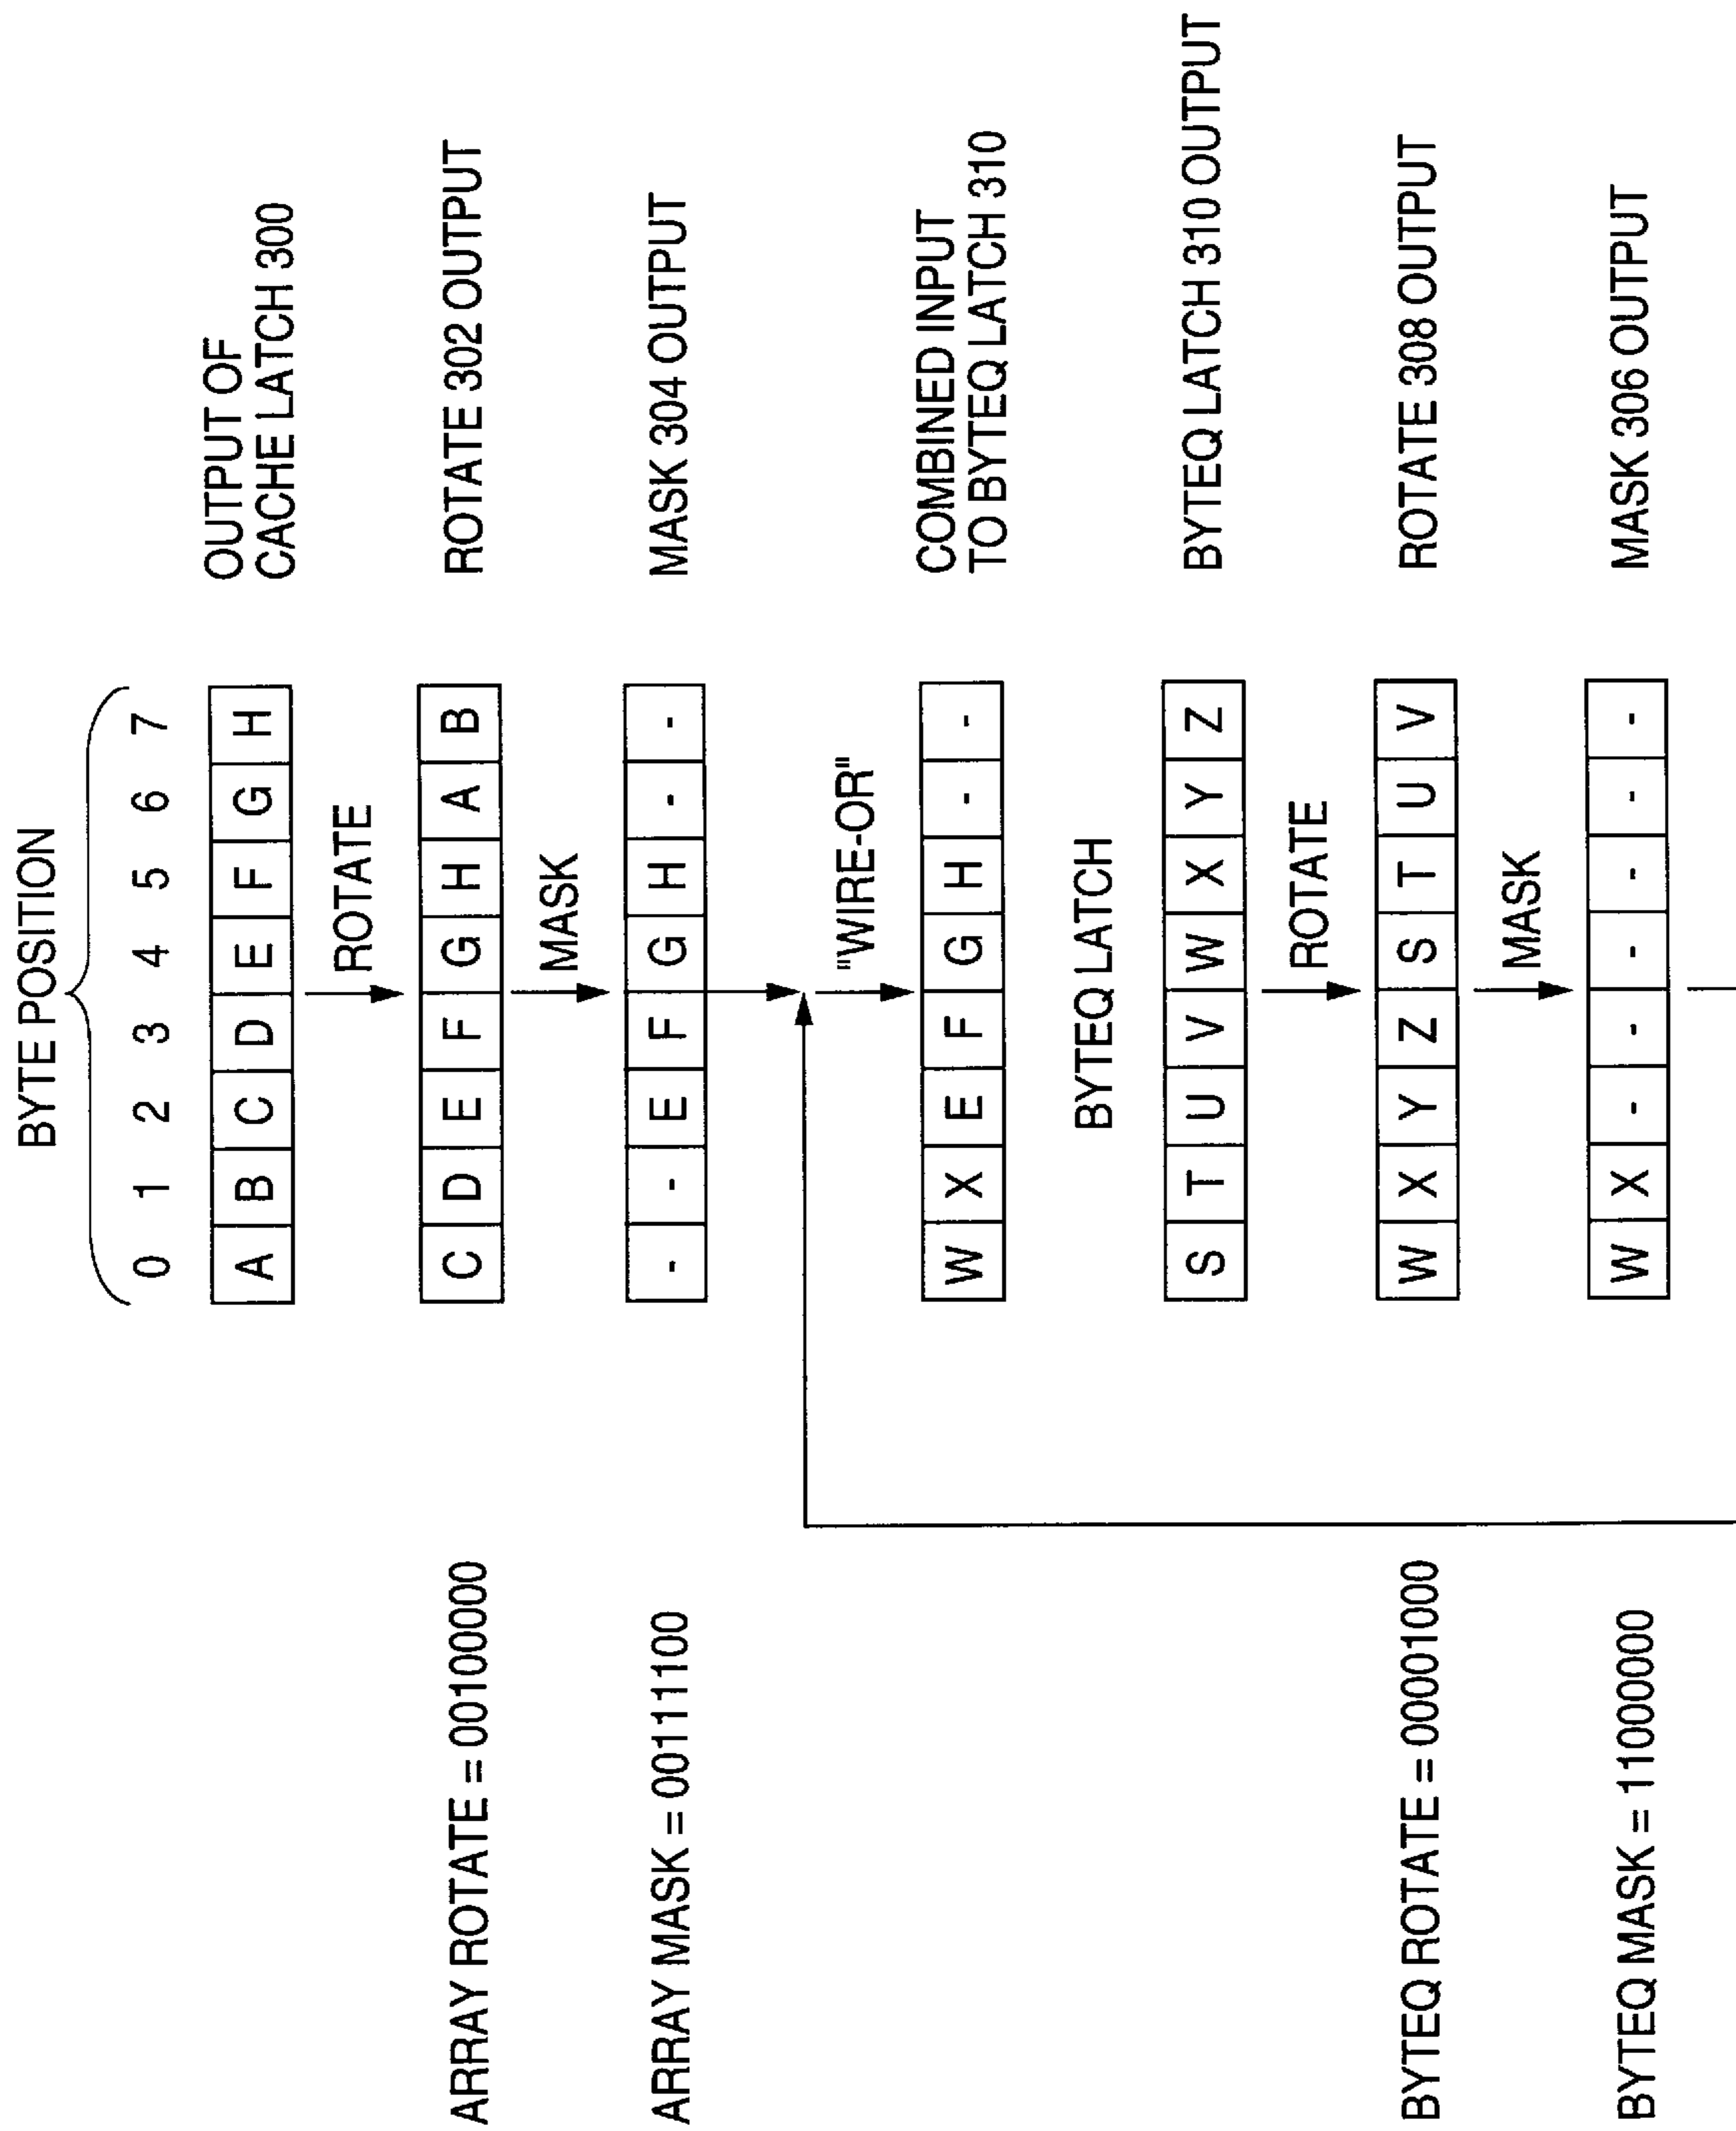 BYTE POSITION
0 1 2 3 4 5 6 7
A B C D E F G H
OUTPUT OF
CACHE LATCH 300
ROTATE
ARRAY ROTATE = 00100000
C D E F G H A B
ROTATE 302 OUTPUT
MASK
ARRAY MASK = 00111100
- - E F G H - -
MASK 304 OUTPUT
"WIRE-OR"
W X E F G H - -
COMBINED INPUT
TO BYTEQ LATCH 310
BYTEQ LATCH
S T U V W X Y Z
BYTEQ LATCH 310 OUTPUT
ROTATE
BYTEQ ROTATE = 00001000
W X Y Z S T U V
ROTATE 308 OUTPUT
MASK
BYTEQ MASK = 11000000
W X - - - - - -
MASK 306 OUTPUT